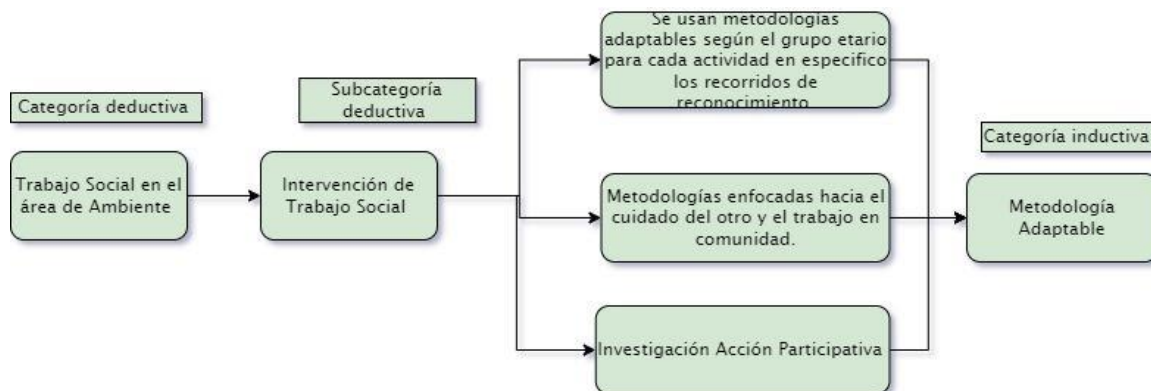 Categoría deductiva
Trabajo Social en el
área de Ambiente
Subcategoría
deductiva
Intervención de
Trabajo Social
Se usan metodologías
adaptables según el grupo etario
para cada actividad en especifico
los recorridos de
reconocimiento
Metodologías enfocadas hacia el
cuidado del otro y el trabajo en
comunidad.
Investigación Acción Participativa
Categoría inductiva
Metodología
Adaptable